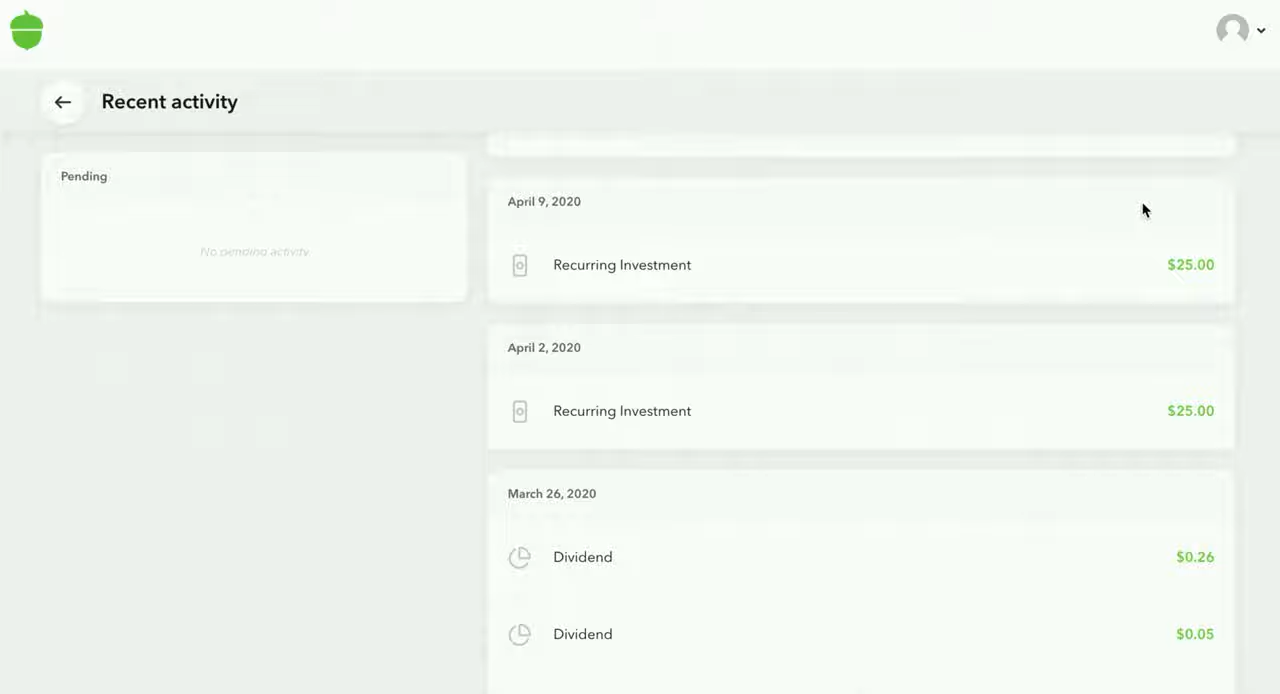 Recent activity
Pending
No pending activity
April 9, 2020
Recurring Investment $25.00
April 2, 2020
Recurring Investment $25.00
March 26, 2020
Dividend $0.26
Dividend $0.05